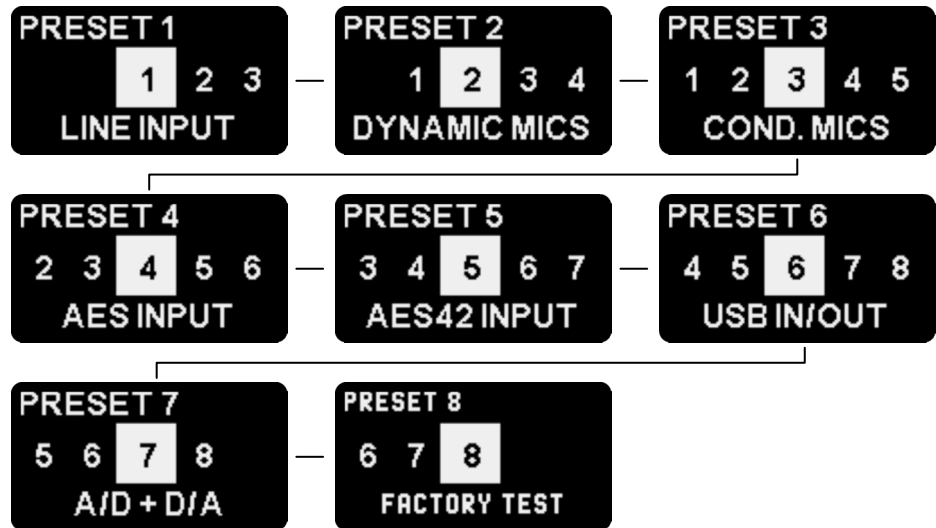 PRESET 1
1 2 3
LINE INPUT
PRESET 2
1 2 3 4
DYNAMIC MICS
PRESET 3
1 2 3 4 5
COND. MICS
PRESET 4
2 3 4 5 6
AES INPUT
PRESET 5
3 4 5 6 7
AES42 INPUT
PRESET 6
4 5 6 7 8
USB IN/OUT
PRESET 7
5 6 7 8
A/D + D/A
PRESET 8
6 7 8
FACTORY TEST